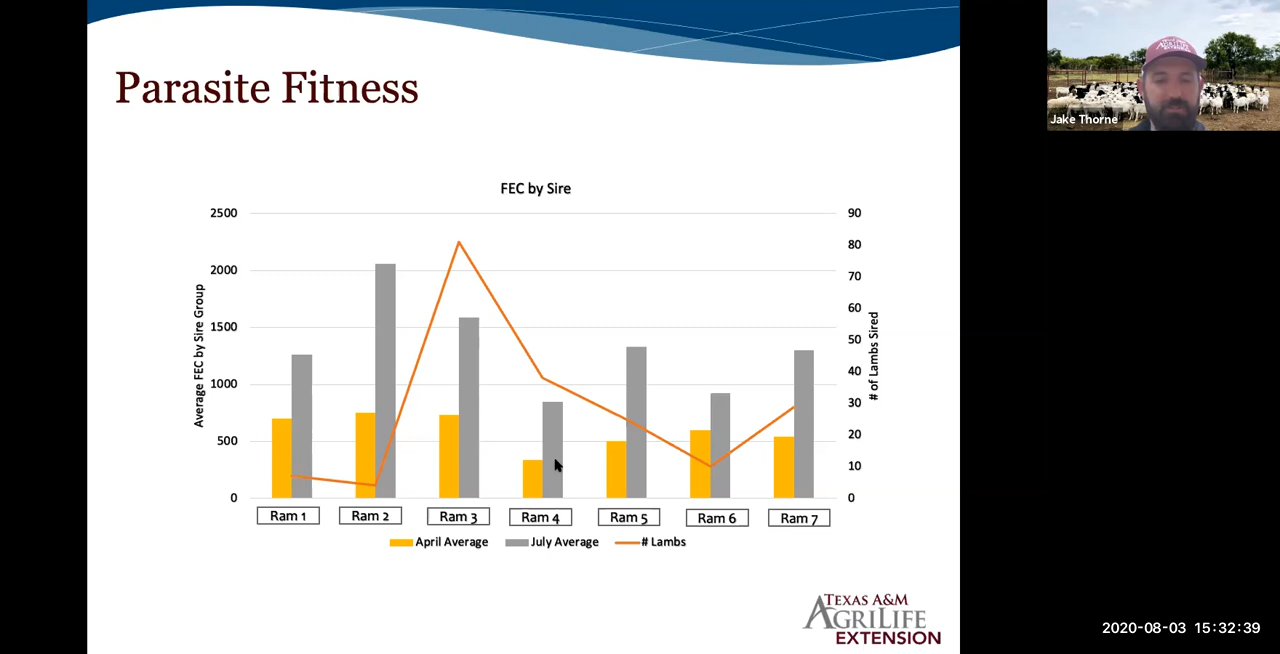 Parasite Fitness
Jake Thorne
FEC by Sire
Average FEC by Sire Group
2500
2000
1500
1000
500
0
90
80
70
60
50
40
30
20
10
0
# of Lambs Sired
Ram 1
Ram 2
Ram 3
Ram 4
Ram 5
Ram 6
Ram 7
April Average
July Average
# Lambs
TEXAS A&M
AGRILIFE
EXTENSION
2020-08-03 15:32:39